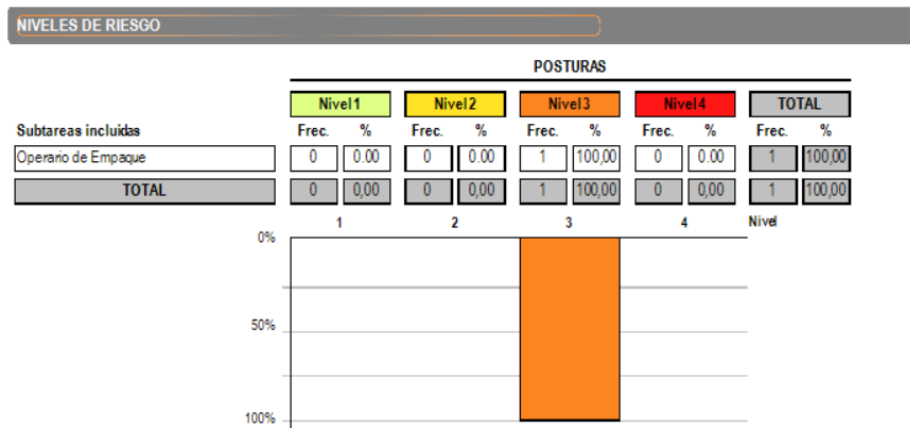 NIVELES DE RIESGO
POSTURAS
Nivel1 Nivel2 Nivel3 Nivel4 TOTAL
Subtareas incluidas Frec. % Frec. % Frec. % Frec. % Frec. %
Operario de Empaque 0 0.00 0 0.00 1 100,00 0 0.00 1 100,00
TOTAL 0 0,00 0 0,00 1 100,00 0 0,00 1 100,00
1 2 3 4 Nivel
0%
50%
100%